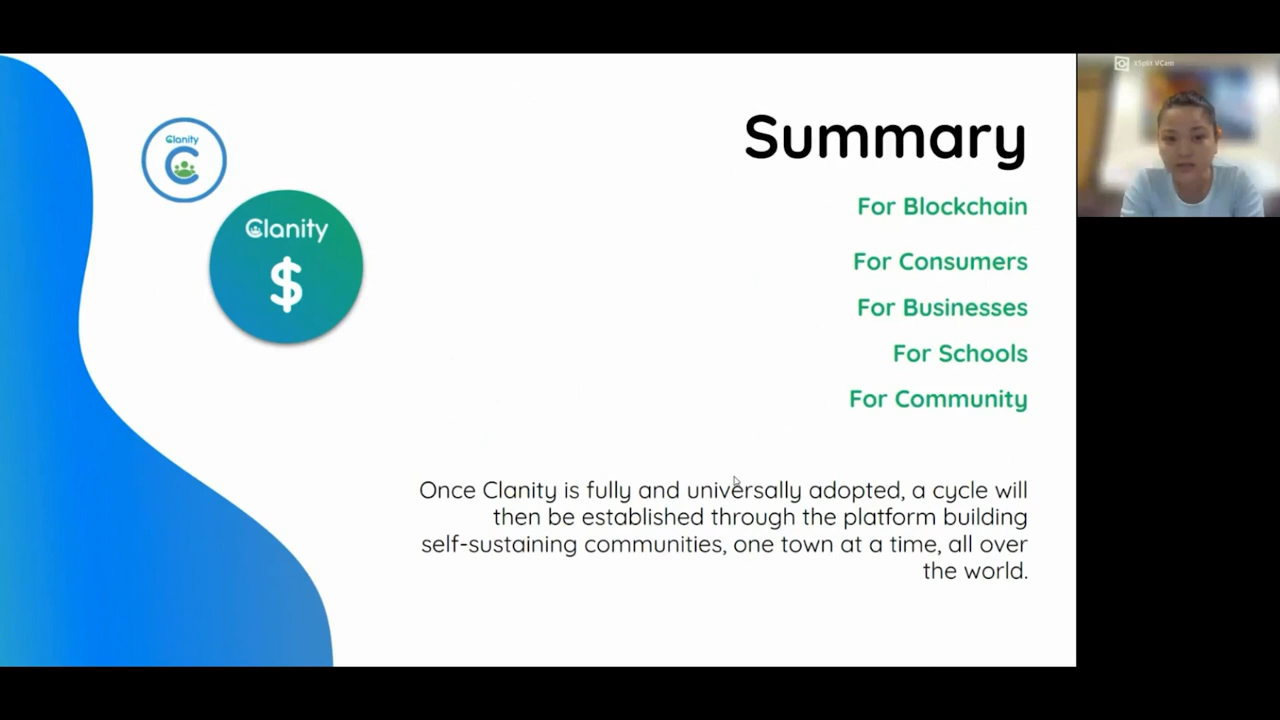 Clanity
Clanity
$
Summary
For Blockchain
For Consumers
For Businesses
For Schools
For Community
Once Clanity is fully and universally adopted, a cycle will
then be established through the platform building
self-sustaining communities, one town at a time, all over
the world.
XSplit VCam